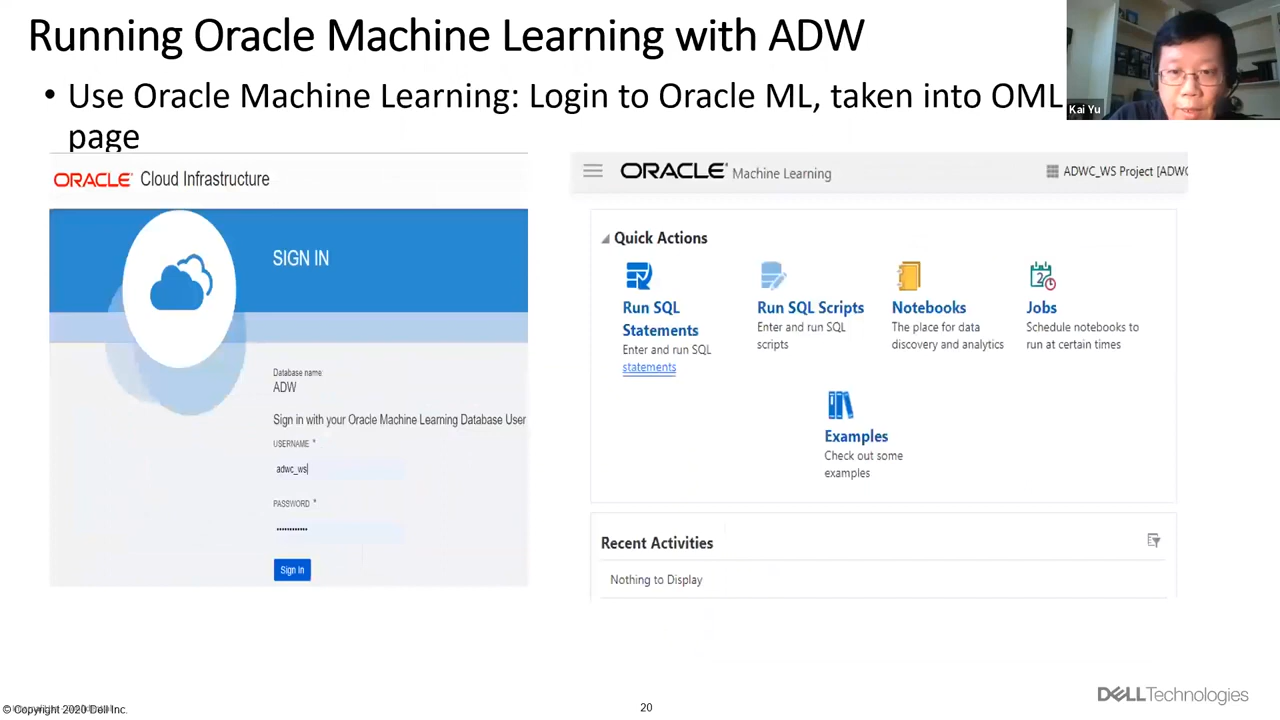 Running Oracle Machine Learning with ADW
• Use Oracle Machine Learning: Login to Oracle ML, taken into OML
page
Kai Yu
ORACLE Cloud Infrastructure
SIGN IN
Database name:
ADW
Sign in with your Oracle Machine Learning Database User
USERNAME *
adwc_ws
PASSWORD *
••••••••••••
Sign In
ORACLE Machine Learning
ADWC_WS Project [ADWC
Quick Actions
Run SQL
Statements
Enter and run SQL
statements
Run SQL Scripts
Enter and run SQL
scripts
Notebooks
The place for data
discovery and analytics
2
Jobs
Schedule notebooks to
run at certain times
Examples
Check out some
examples
Recent Activities
Nothing to Display
© Copyright 2020 Dell Inc.
20
DELL Technologies